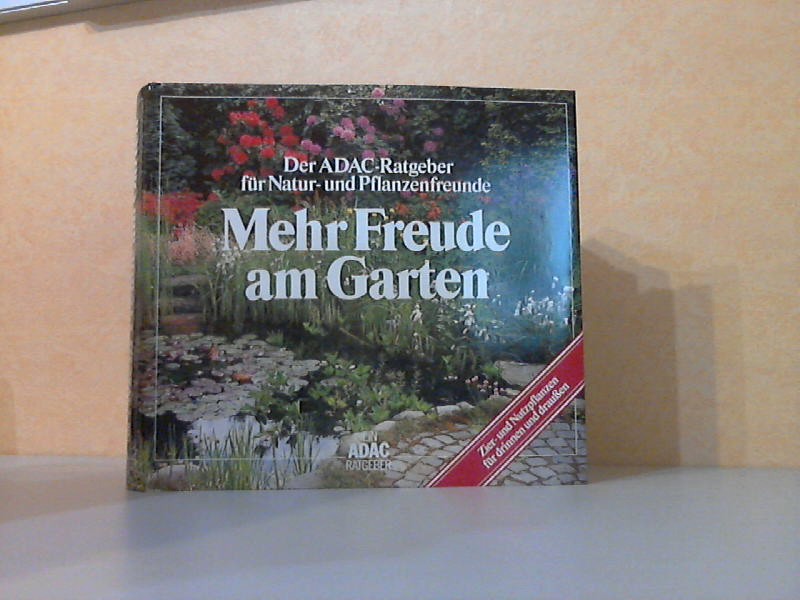 Der ADAC-Ratgeber
für Natur- und Pflanzenfreunde
Mehr Freude
am Garten
Zier- und Nutzpflanzen
für drinnen und draußen
EIN
ADAC
RATGEBER